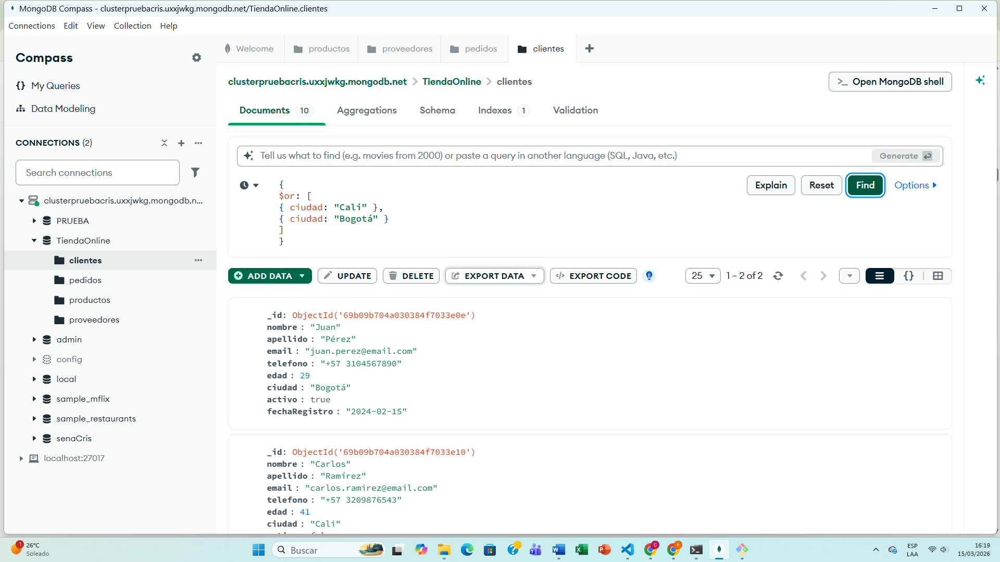 MongoDB Compass - clusterpruebacris.uxxjwkg.mongodb.net/TiendaOnline.clientes
Connections Edit View Collection Help
Compass
My Queries
Data Modeling
CONNECTIONS (2)
Search connections
clusterpruebacris.uxxjwkg.mongodb.n...
PRUEBA
TiendaOnline
clientes
pedidos
productos
proveedores
admin
config
local
sample_mflix
sample_restaurants
senaCris
localhost:27017
Welcome productos proveedores pedidos clientes
clusterpruebacris.uxxjwkg.mongodb.net > TiendaOnline > clientes
>_ Open MongoDB shell
Documents 10 Aggregations Schema Indexes 1 Validation
Tell us what to find (e.g. movies from 2000) or paste a query in another language (SQL, Java, etc.) Generate
{
$or: [
{ ciudad: "Cali" },
{ ciudad: "Bogotá" }
]
}
Explain Reset Find Options
ADD DATA UPDATE DELETE EXPORT DATA EXPORT CODE 25 1 – 2 of 2
_id: ObjectId('69b09b704a030384f7033e0e')
nombre : "Juan"
apellido : "Pérez"
email : "juan.perez@email.com"
telefono : "+57 3104567890"
edad : 29
ciudad : "Bogotá"
activo : true
fechaRegistro : "2024-02-15"
_id: ObjectId('69b09b704a030384f7033e10')
nombre : "Carlos"
apellido : "Ramírez"
email : "carlos.ramirez@email.com"
telefono : "+57 3209876543"
edad : 41
ciudad : "Cali"
1
26°C
Soleado
Buscar
ESP
LAA
16:19
15/03/2026